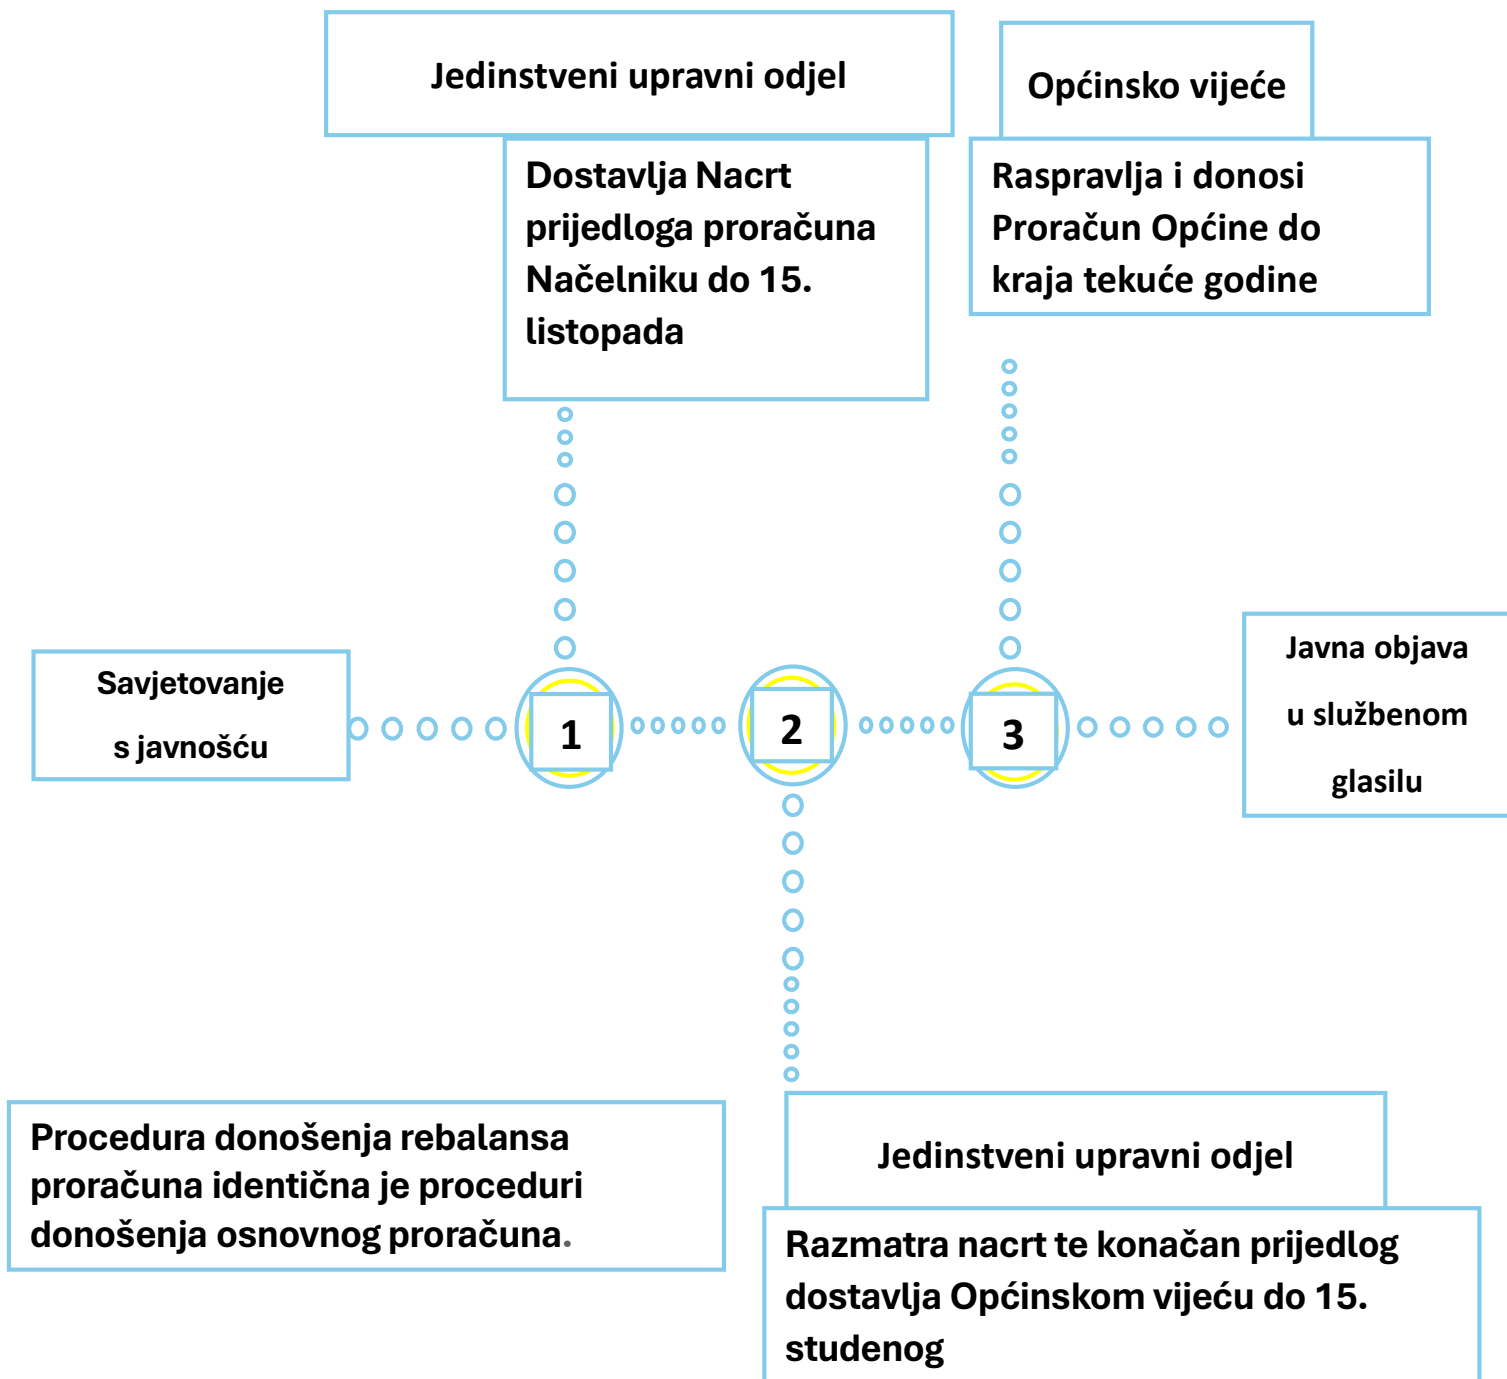 Jedinstveni upravni odjel
Dostavlja Nacrt
prijedloga proračuna
Načelniku do 15.
listopada
Općinsko vijeće
Raspravlja i donosi
Proračun Općine do
kraja tekuće godine
Savjetovanje
s javnošću
1
2
3
Javna objava
u službenom
glasilu
Procedura donošenja rebalansa
proračuna identična je proceduri
donošenja osnovnog proračuna.
Jedinstveni upravni odjel
Razmatra nacrt te konačan prijedlog
dostavlja Općinskom vijeću do 15.
studenog